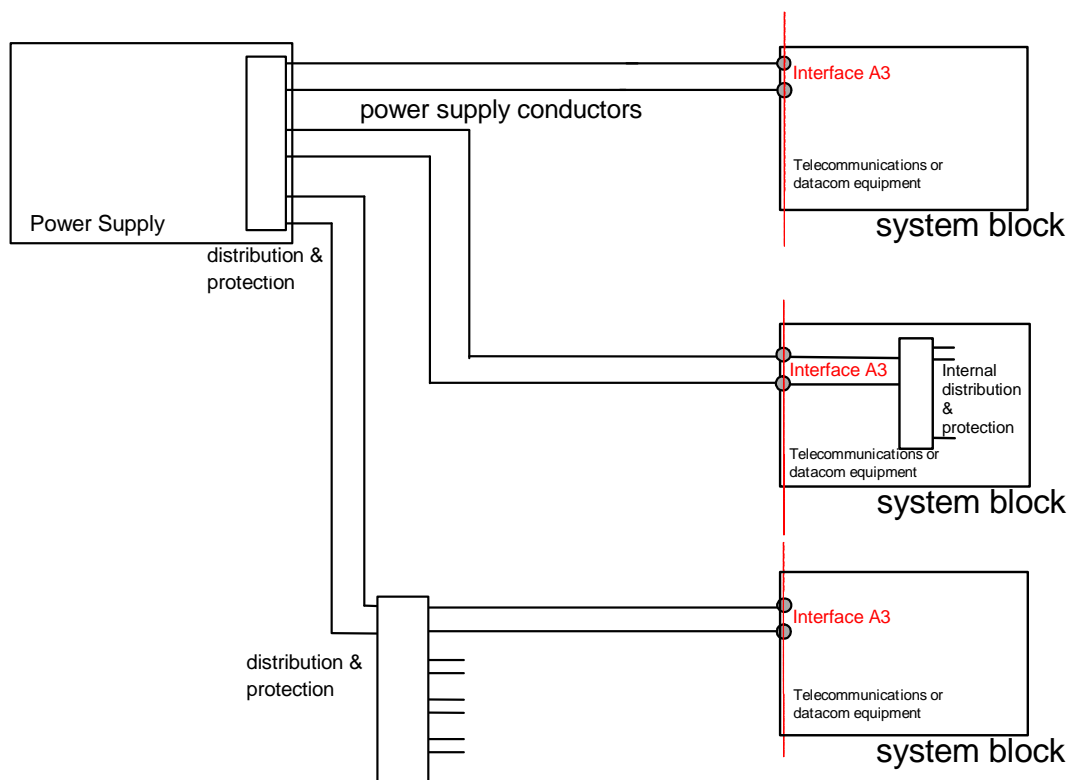 Interface A3
power supply conductors
Telecommunications or
datacom equipment
system block
Power Supply
distribution &
protection
Interface A3
Internal
distribution
&
protection
Telecommunications or
datacom equipment
system block
Interface A3
distribution &
protection
Telecommunications or
datacom equipment
system block